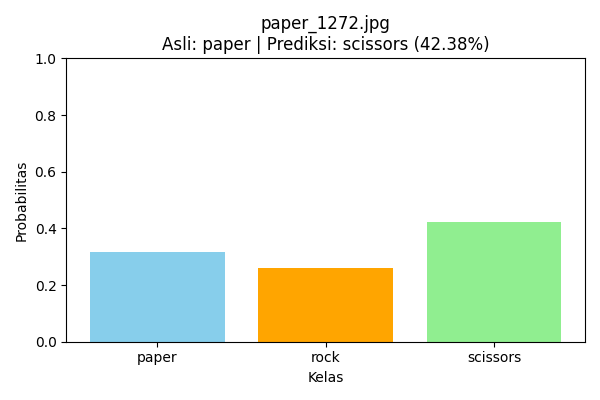 paper_1272.jpg
Asli: paper | Prediksi: scissors (42.38%)
1.0
0.8
0.6
0.4
0.2
0.0
Probabilitas
paper rock scissors
Kelas